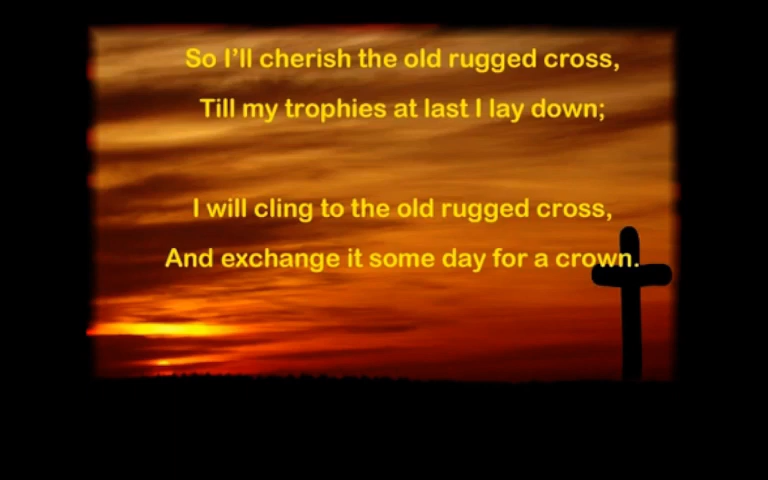 So I’ll cherish the old rugged cross,
Till my trophies at last I lay down;
I will cling to the old rugged cross,
And exchange it some day for a crown.